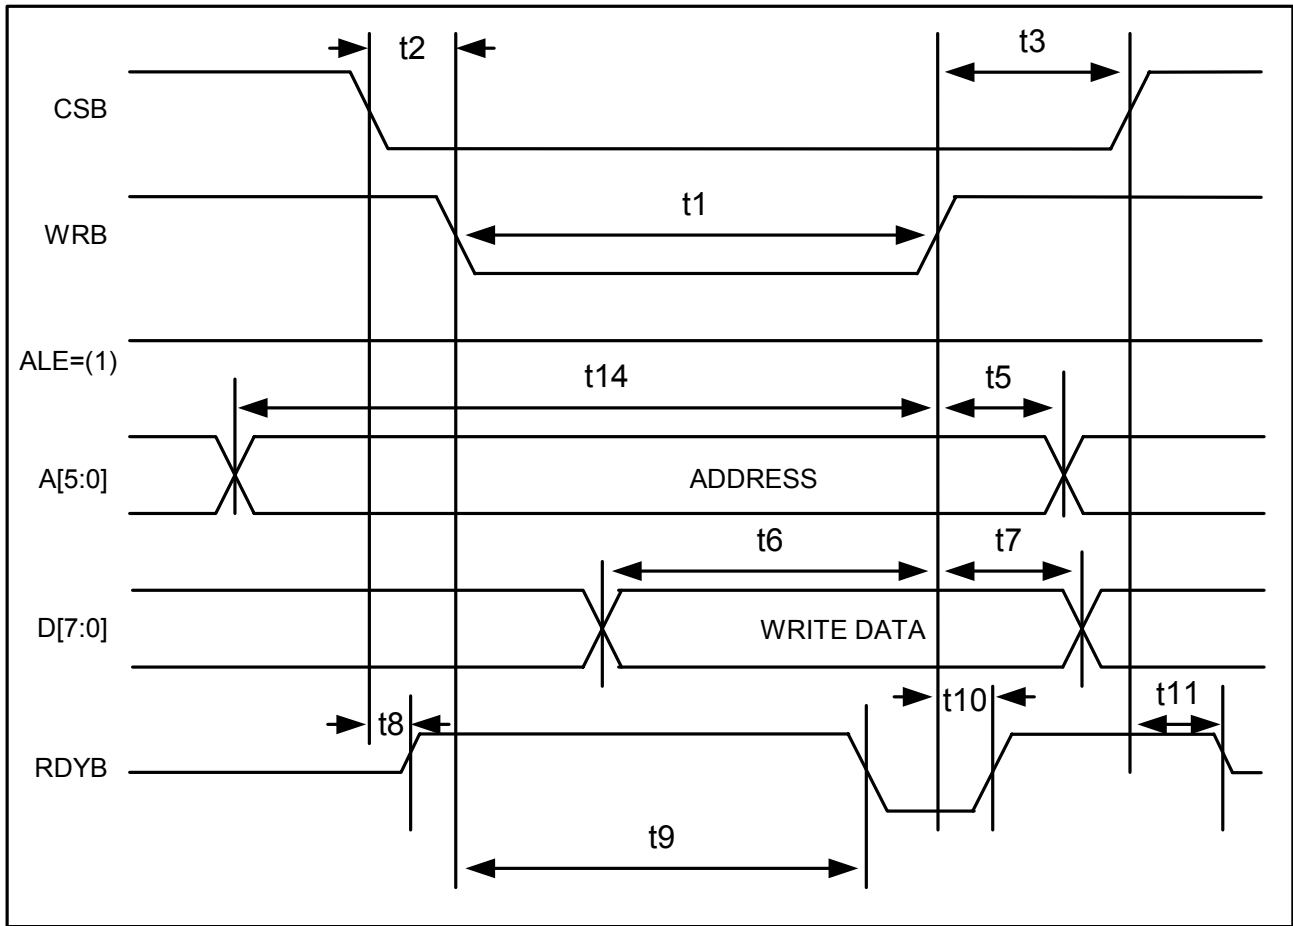 t2
t3
CSB
t1
WRB
ALE=(1)
t14
t5
A[5:0]
ADDRESS
t6
t7
D[7:0]
WRITE DATA
t8
t10
t11
RDYB
t9